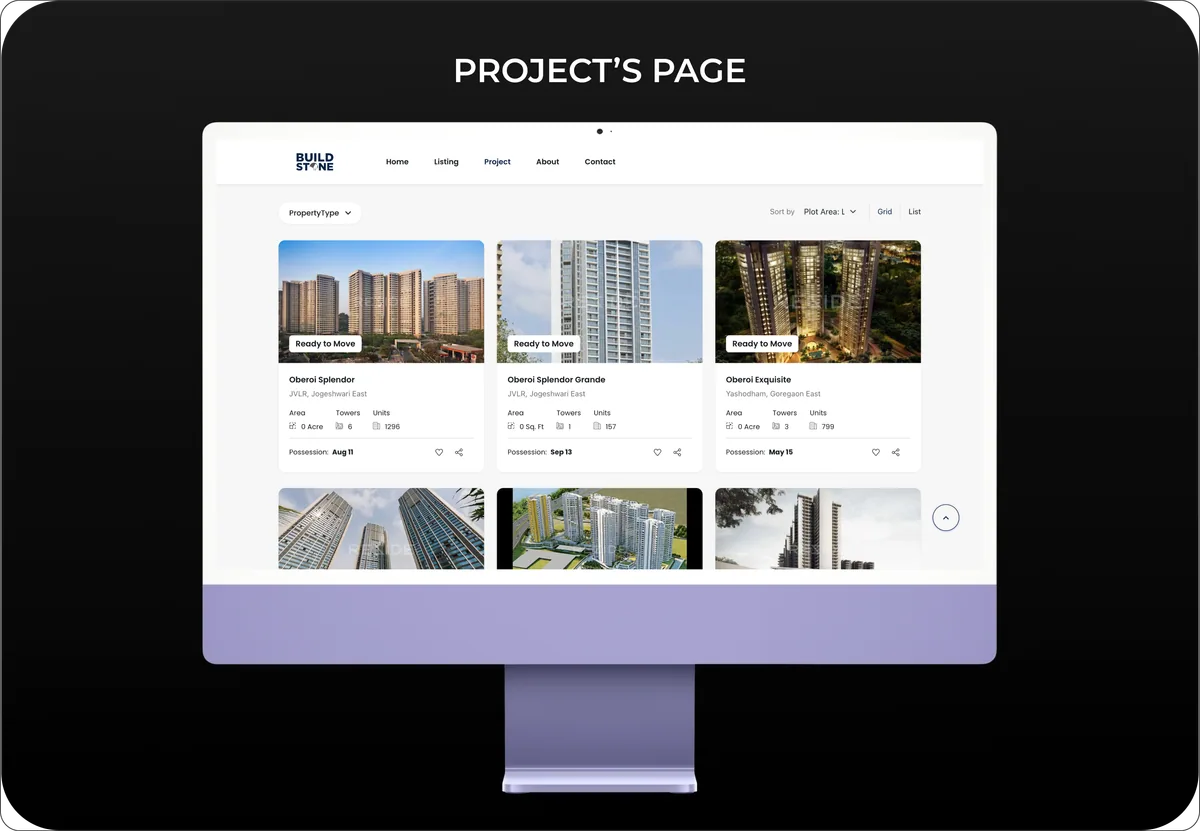 PROJECT'S PAGE
BUILD
STONE
Home Listing Project About Contact
PropertyType
Sort by Plot Area: L Grid List
Ready to Move Ready to Move Ready to Move
Oberoi Splendor Oberoi Splendor Grande Oberoi Exquisite
JVLR, Jogeshwari East JVLR, Jogeshwari East Yashodham, Goregaon East
Area Towers Units Area Towers Units Area Towers Units
0 Acre 6 1296 0 Sq. Ft 1 157 0 Acre 3 799
Possession: Aug 11 Possession: Sep 13 Possession: May 15